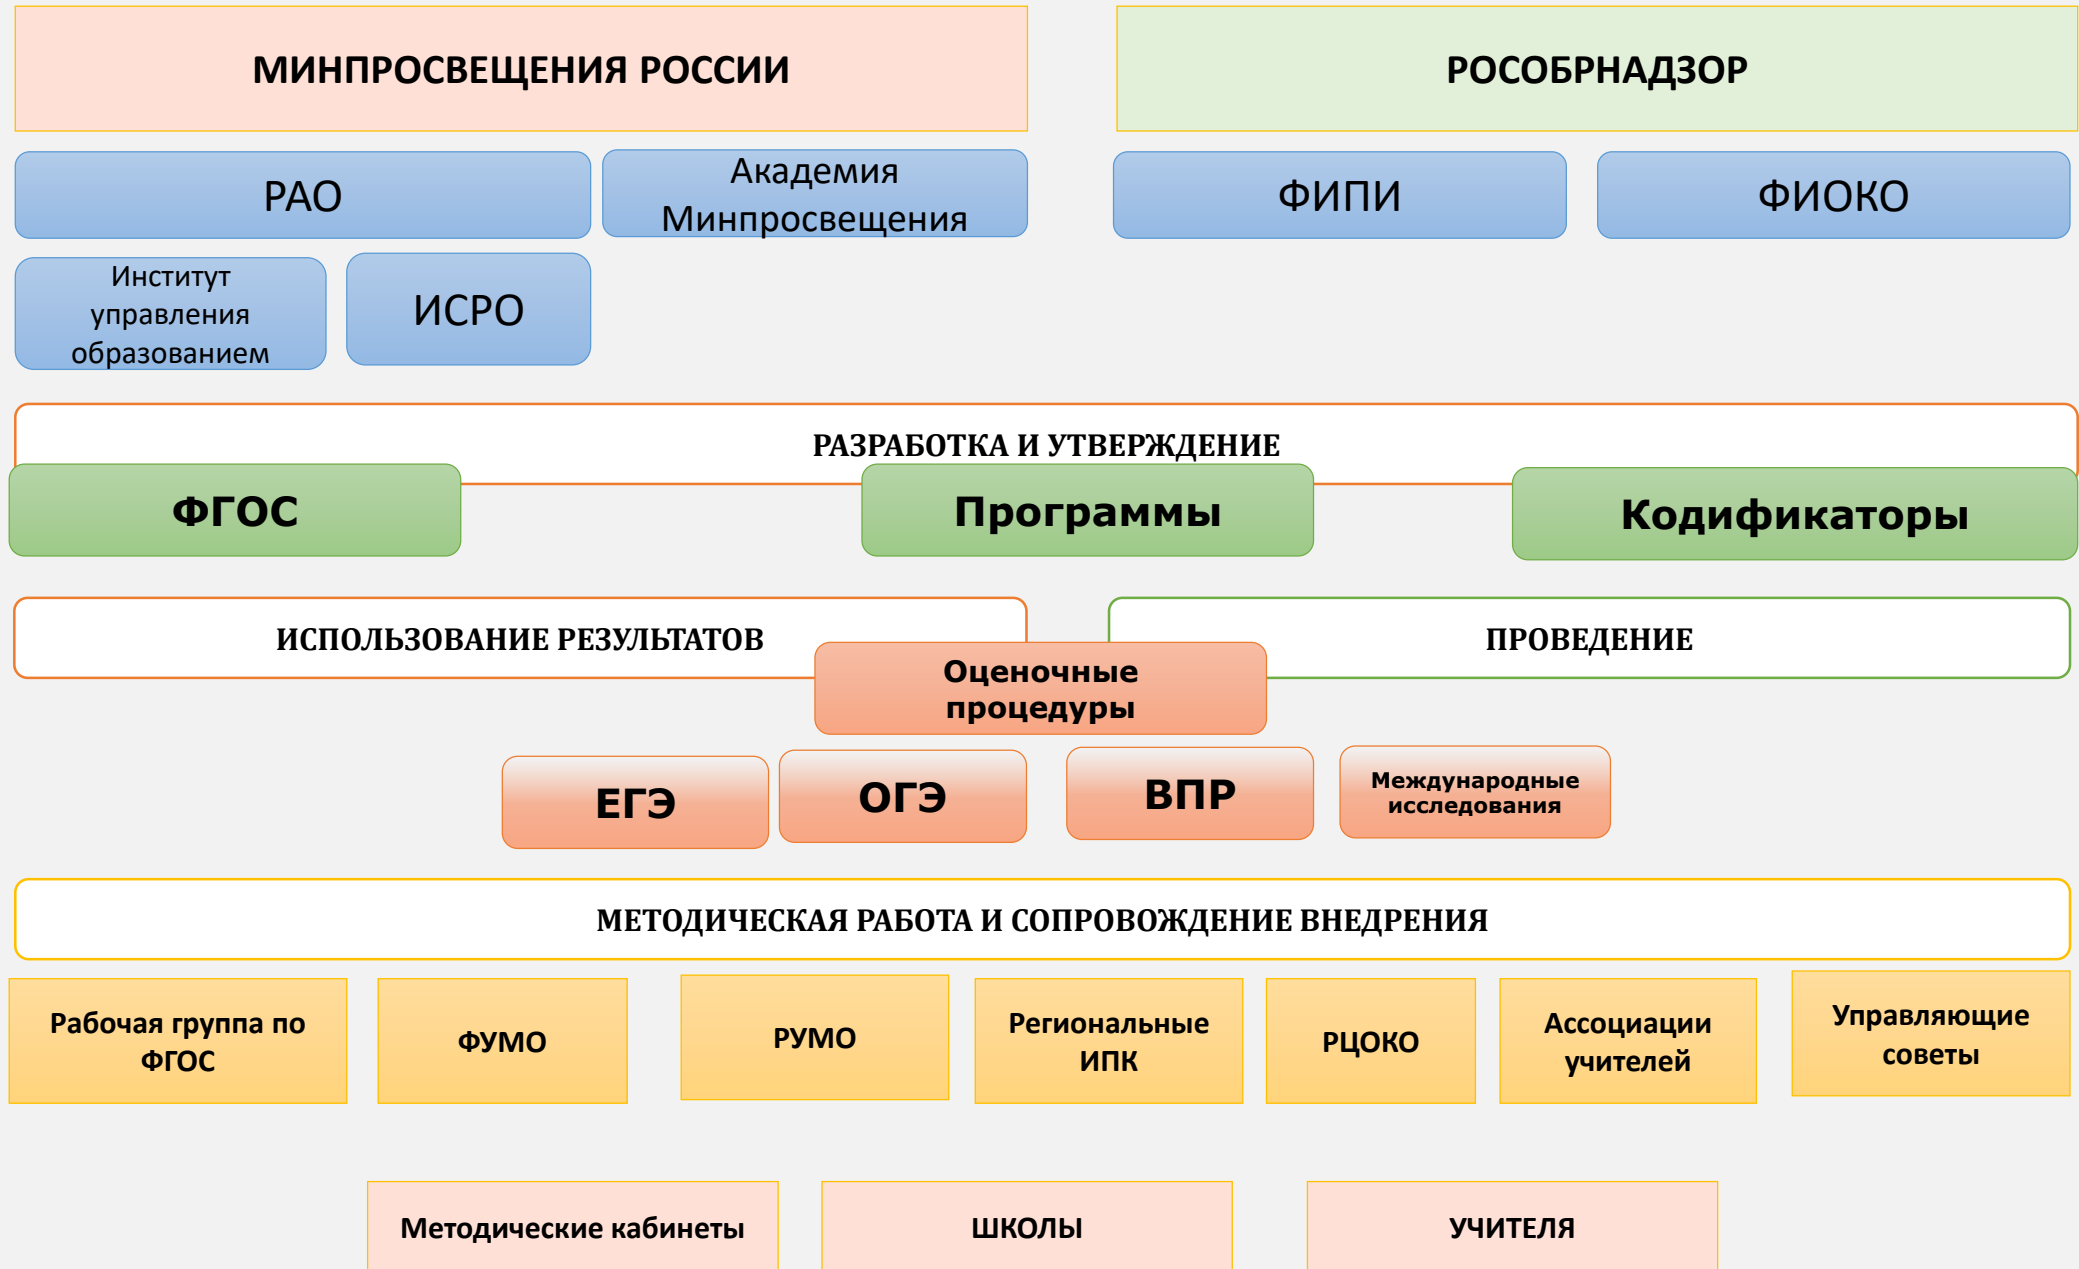 МИНПРОСВЕЩЕНИЯ РОССИИ
РОСОБРНАДЗОР
РАО
Академия
Минпросвещения
ФИПИ
ФИОКО
Институт
управления
образованием
ИСРО
РАЗРАБОТКА И УТВЕРЖДЕНИЕ
ФГОС
Программы
Кодификаторы
ИСПОЛЬЗОВАНИЕ РЕЗУЛЬТАТОВ
ПРОВЕДЕНИЕ
Оценочные
процедуры
ЕГЭ
ОГЭ
ВПР
Международные
исследования
МЕТОДИЧЕСКАЯ РАБОТА И СОПРОВОЖДЕНИЕ ВНЕДРЕНИЯ
Рабочая группа по
ФГОС
ФУМО
РУМО
Региональные
ИПК
РЦОКО
Ассоциации
учителей
Управляющие
советы
Методические кабинеты
ШКОЛЫ
УЧИТЕЛЯ